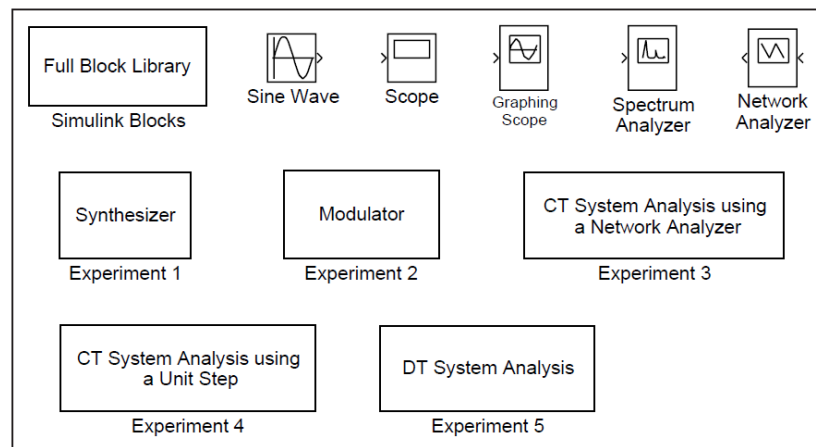 Full Block Library
Simulink Blocks
Sine Wave
Scope
Graphing
Scope
Spectrum
Analyzer
Network
Analyzer
Synthesizer
Experiment 1
Modulator
Experiment 2
CT System Analysis using
a Network Analyzer
Experiment 3
CT System Analysis using
a Unit Step
Experiment 4
DT System Analysis
Experiment 5